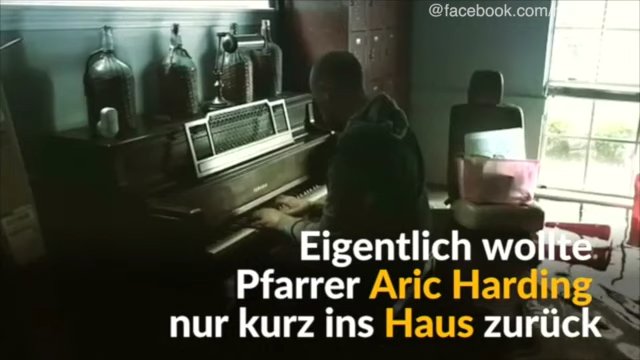 @facebook.com/
Eigentlich wollte
Pfarrer Aric Harding
nur kurz ins Haus zurück